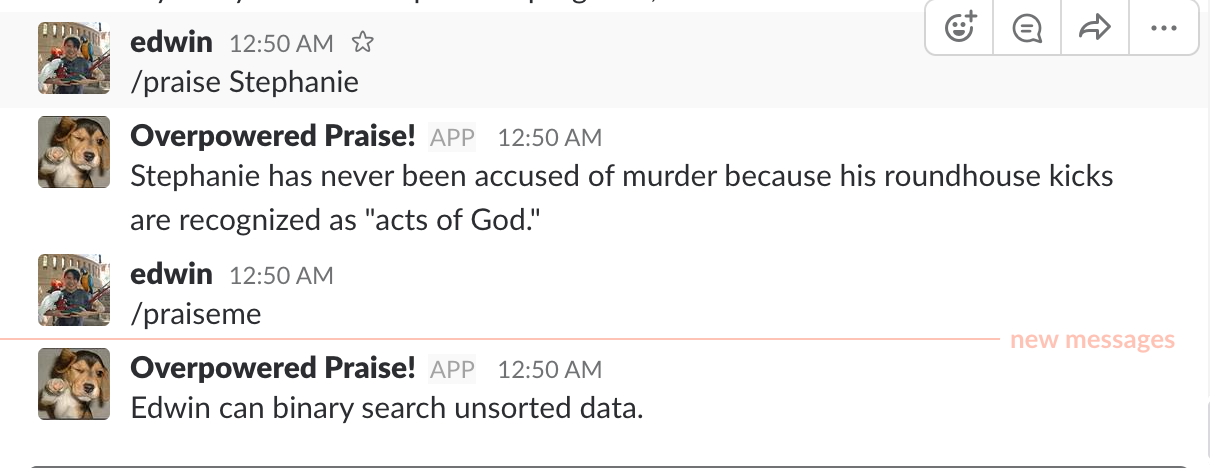 edwin 12:50 AM
/praise Stephanie
Overpowered Praise! APP 12:50 AM
Stephanie has never been accused of murder because his roundhouse kicks
are recognized as "acts of God."
edwin 12:50 AM
/praiseme
new messages
Overpowered Praise! APP 12:50 AM
Edwin can binary search unsorted data.